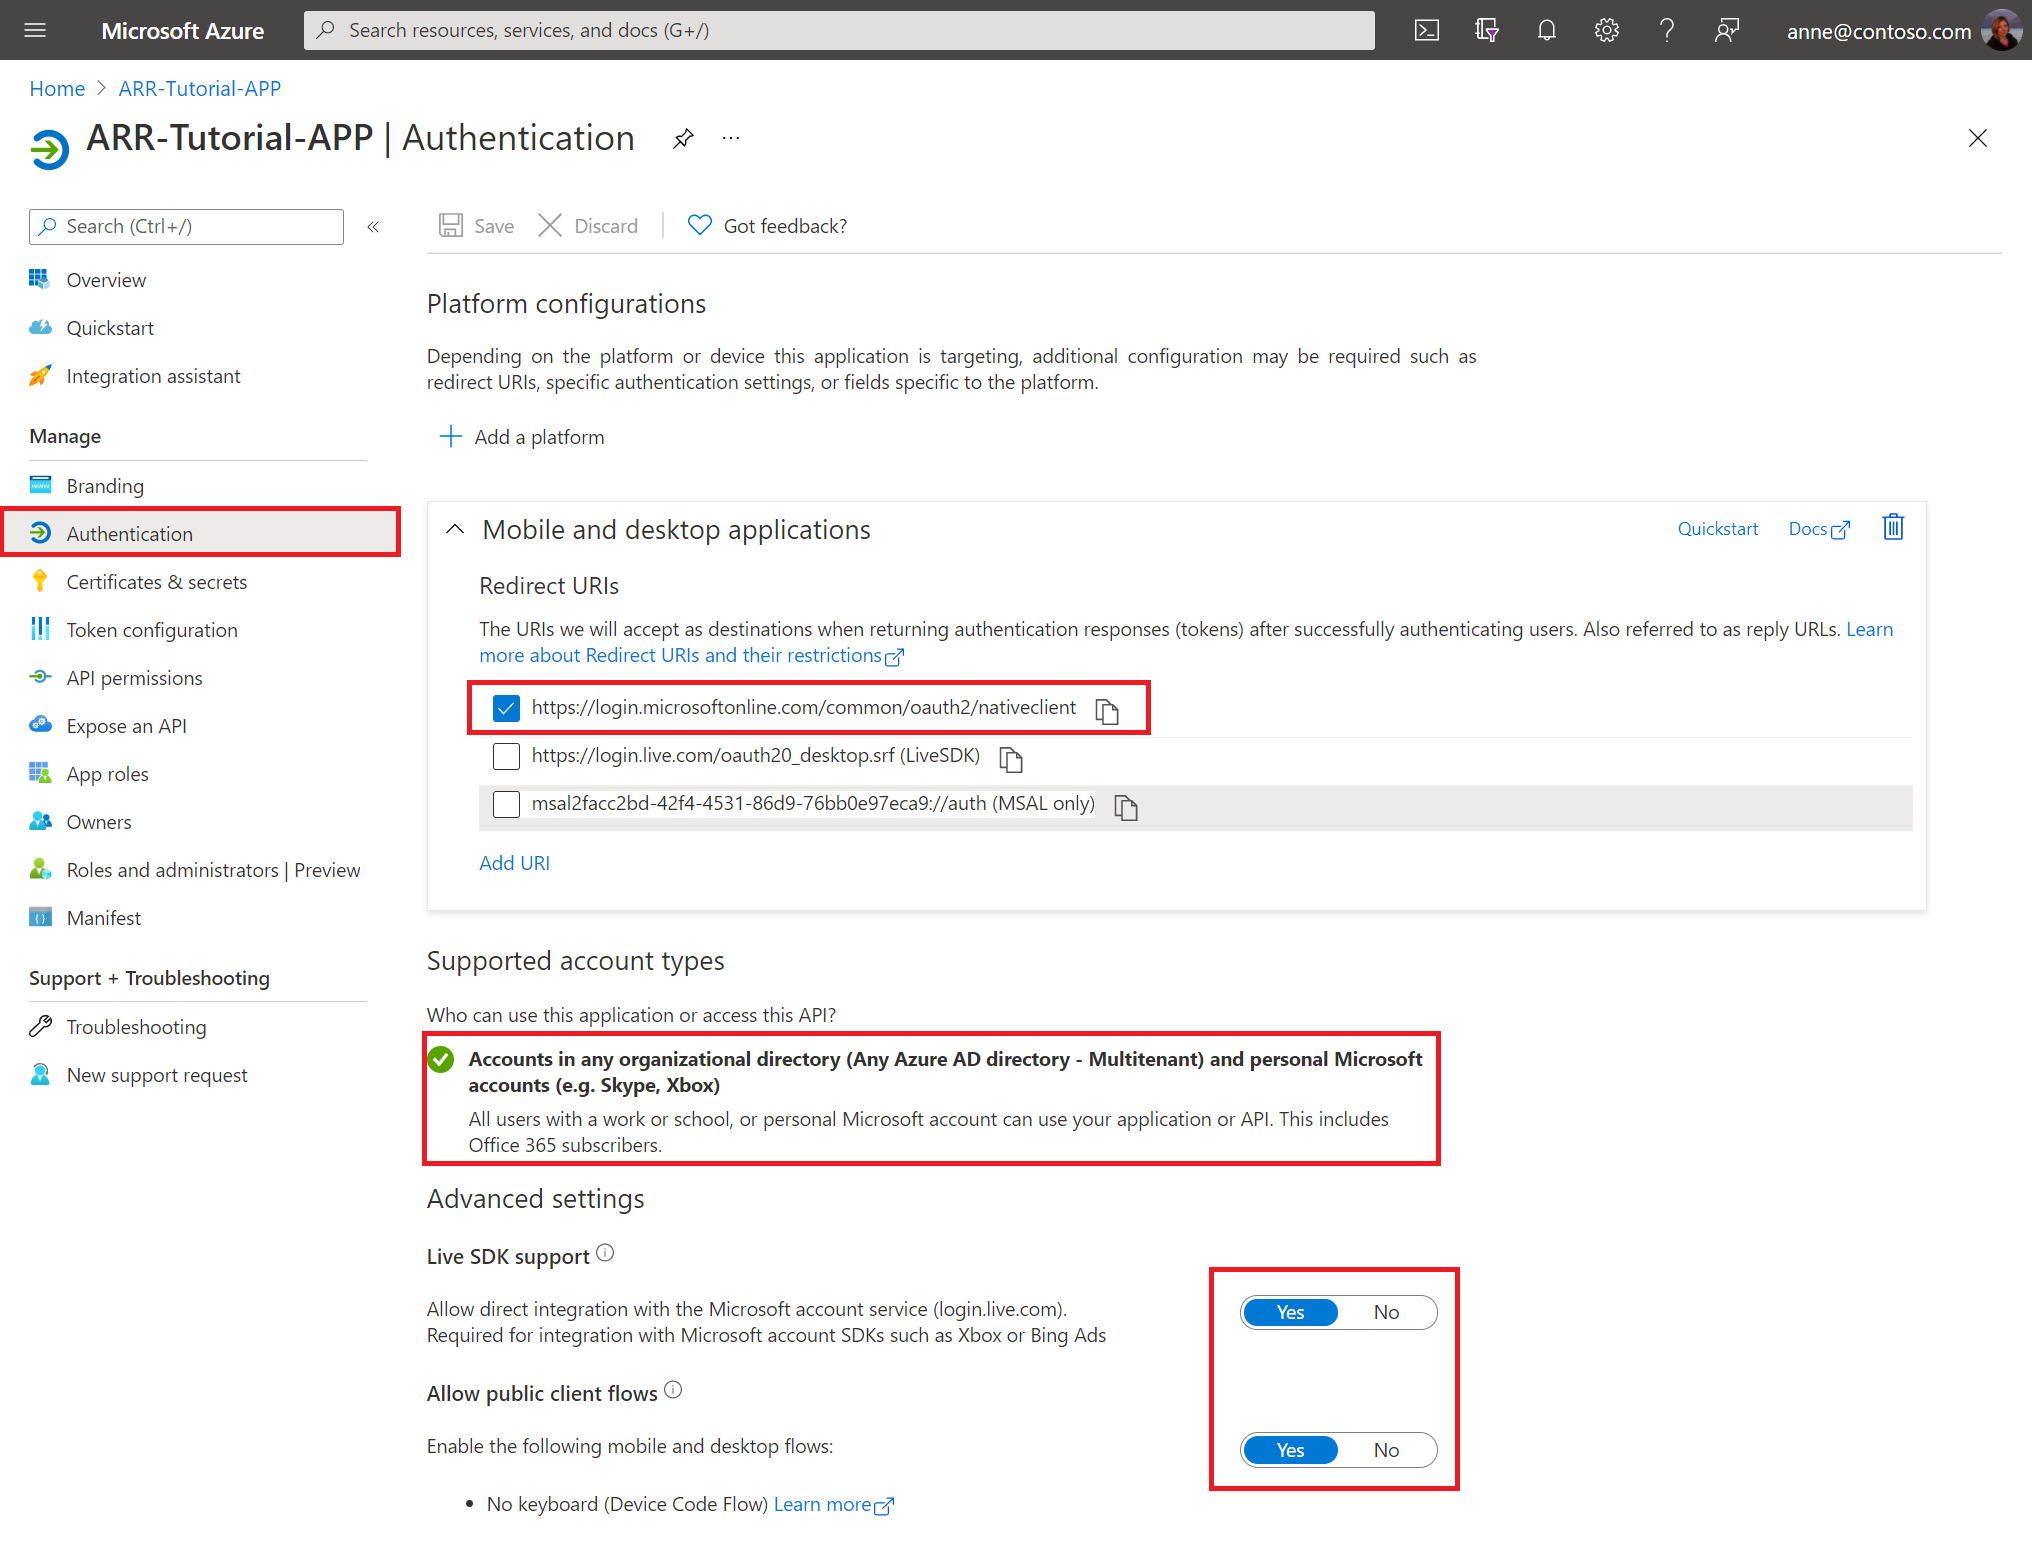 Microsoft Azure
Search resources, services, and docs (G+/)
anne@contoso.com
Home > ARR-Tutorial-APP
ARR-Tutorial-APP | Authentication
Search (Ctrl+/)
Overview
Quickstart
Integration assistant
Manage
Branding
Authentication
Certificates & secrets
Token configuration
API permissions
Expose an API
App roles
Owners
Roles and administrators | Preview
Manifest
Support + Troubleshooting
Troubleshooting
New support request
Save
Discard
Got feedback?
Platform configurations
Depending on the platform or device this application is targeting, additional configuration may be required such as
redirect URIs, specific authentication settings, or fields specific to the platform.
Add a platform
Mobile and desktop applications
Quickstart
Docs
Redirect URIs
The URIs we will accept as destinations when returning authentication responses (tokens) after successfully authenticating users. Also referred to as reply URLs. Learn
more about Redirect URIs and their restrictions
https://login.microsoftonline.com/common/oauth2/nativeclient
https://login.live.com/oauth20_desktop.srf (LiveSDK)
msal2facc2bd-42f4-4531-86d9-76bb0e97eca9://auth (MSAL only)
Add URI
Supported account types
Who can use this application or access this API?
Accounts in any organizational directory (Any Azure AD directory - Multitenant) and personal Microsoft
accounts (e.g. Skype, Xbox)
All users with a work or school, or personal Microsoft account can use your application or API. This includes
Office 365 subscribers.
Advanced settings
Live SDK support
Allow direct integration with the Microsoft account service (login.live.com).
Required for integration with Microsoft account SDKs such as Xbox or Bing Ads
Yes
No
Allow public client flows
Enable the following mobile and desktop flows:
Yes
No
• No keyboard (Device Code Flow) Learn more